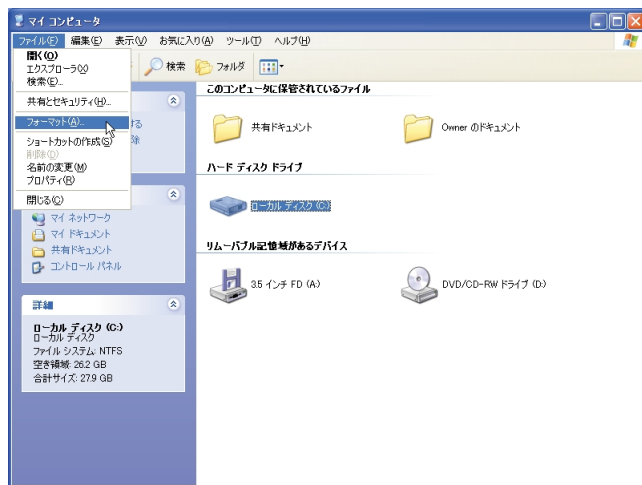 マイ コンピュータ
ファイル(F) 編集(E) 表示(V) お気に入り(A) ツール(T) ヘルプ(H)
開く(O)
エクスプローラ(X)
検索(E)...
共有とセキュリティ(H)...
フォーマット(A)...
ショートカットの作成(S)
削除(D)
名前の変更(M)
プロパティ(R)
閉じる(C)
検索 フォルダ
する
除
マイ ネットワーク
マイ ドキュメント
共有ドキュメント
コントロール パネル
詳細
ローカル ディスク (C:)
ローカル ディスク
ファイル システム: NTFS
空き領域: 26.2 GB
合計サイズ: 27.9 GB
このコンピュータに保管されているファイル
共有ドキュメント
Owner のドキュメント
ハード ディスク ドライブ
ローカル ディスク (C:)
リムーバブル記憶域があるデバイス
3.5 インチ FD (A:)
DVD/CD-RW ドライブ (D:)